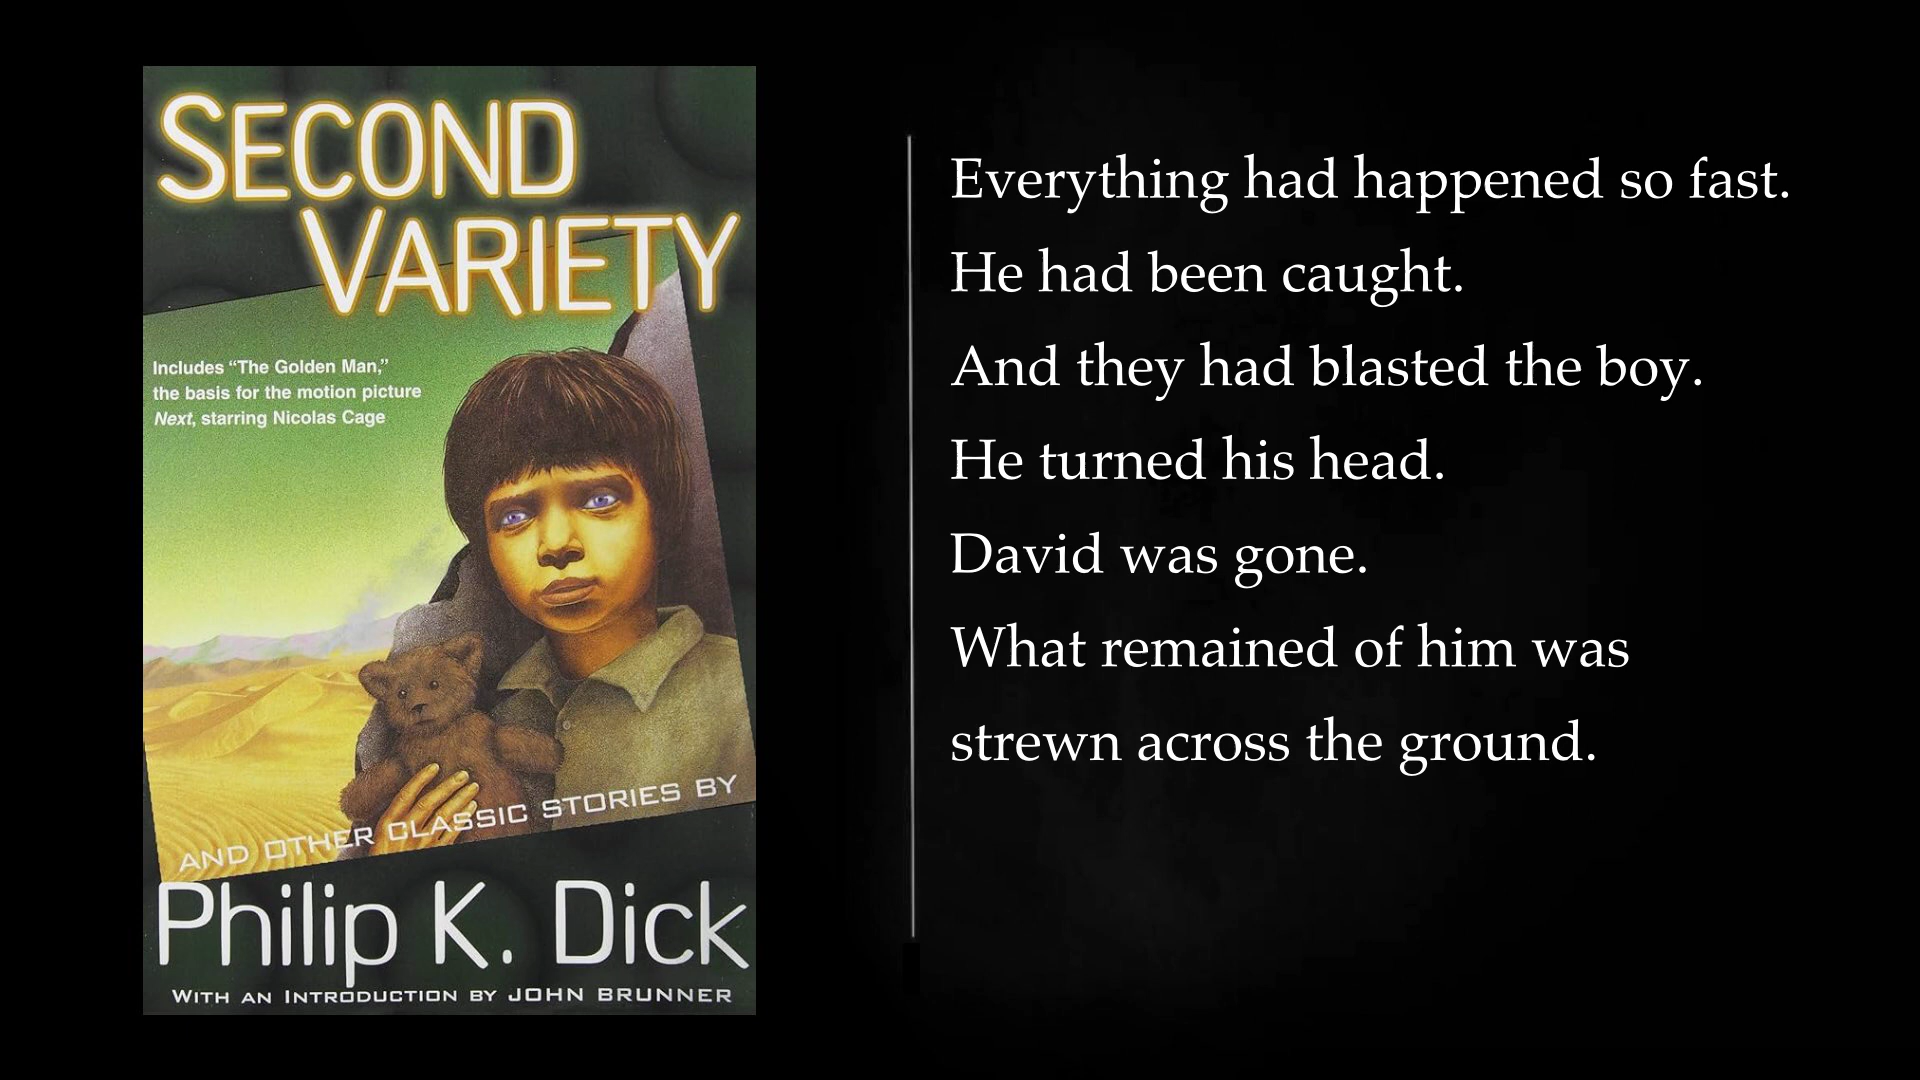 SECOND
VARIETY
Includes “The Golden Man,”
the basis for the motion picture
Next, starring Nicolas Cage
AND OTHER CLASSIC STORIES BY
Philip K. Dick
WITH AN INTRODUCTION BY JOHN BRUNNER
Everything had happened so fast.
He had been caught.
And they had blasted the boy.
He turned his head.
David was gone.
What remained of him was
strewn across the ground.